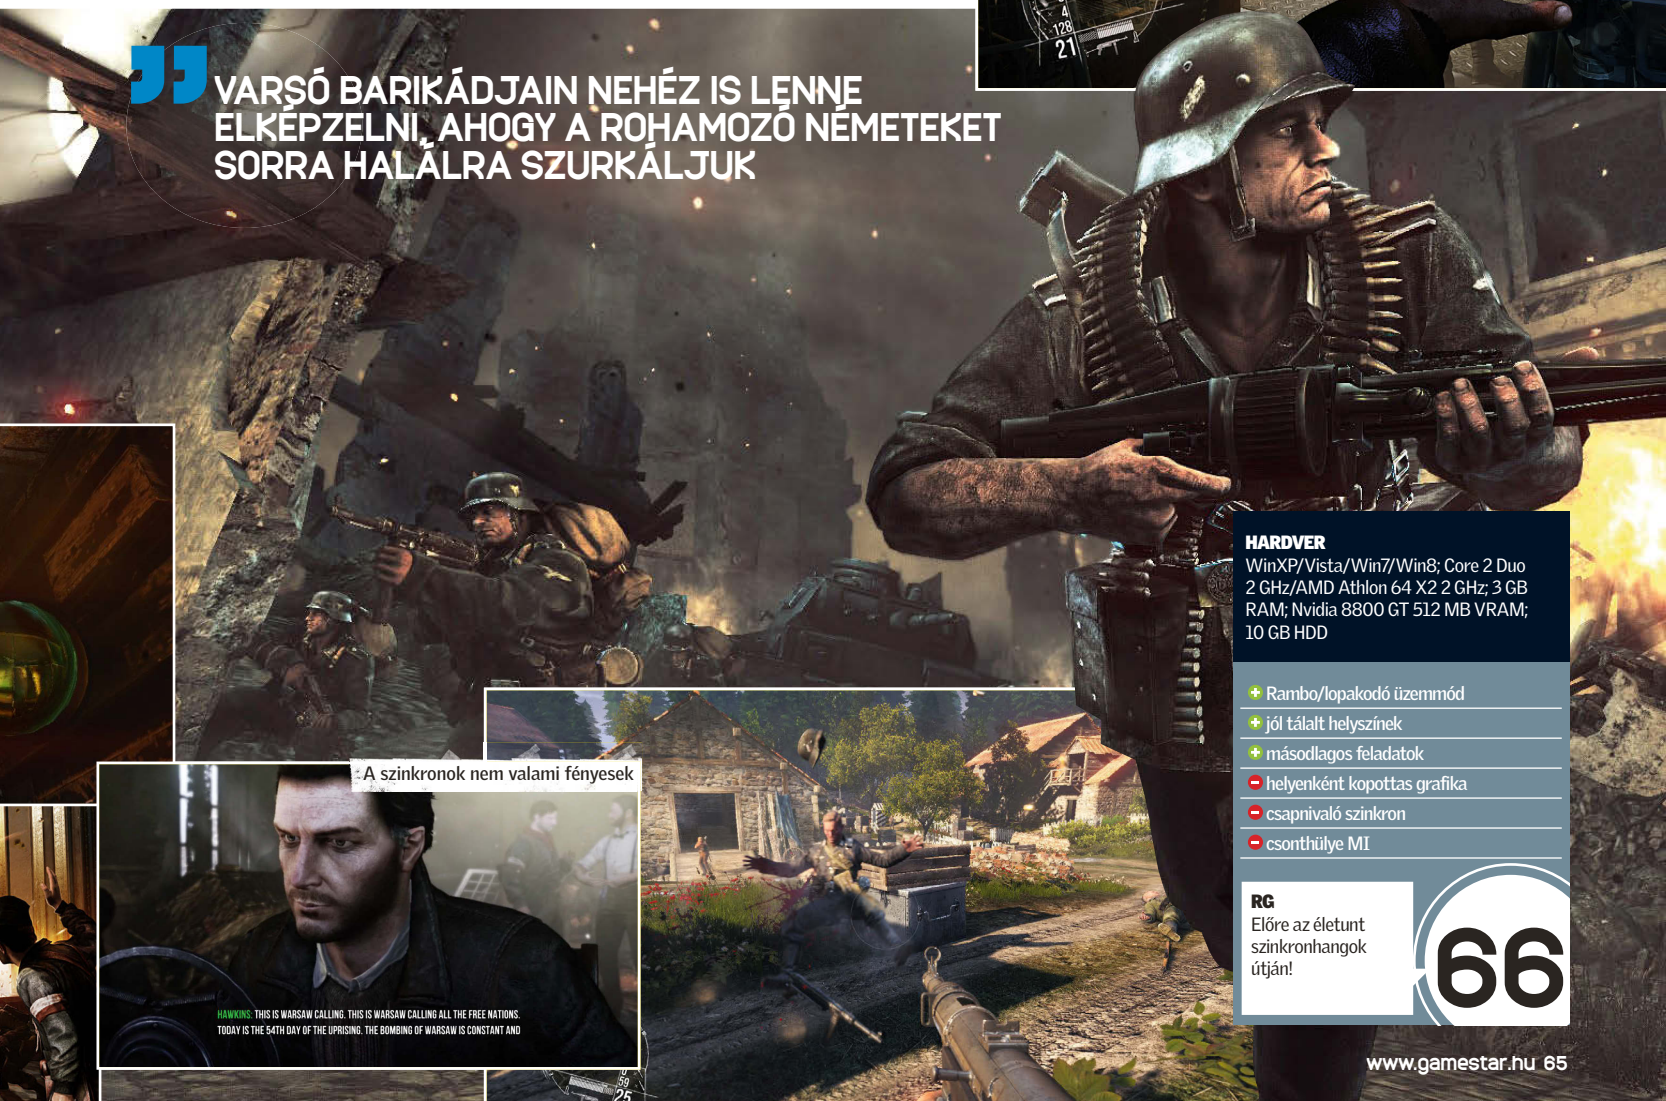 4
128
21
VARSÓ BARIKÁDJAIN NEHÉZ IS LENNE
ELKÉPZELNI, AHOGY A ROHAMOZÓ NÉMETEKET
SORRA HALÁLRA SZURKÁLJUK
HARDVER
WinXP/Vista/Win7/Win8; Core 2 Duo
2 GHz/AMD Athlon 64 X2 2 GHz; 3 GB
RAM; Nvidia 8800 GT 512 MB VRAM;
10 GB HDD
Rambo/lopakodó üzemmód
jól tálalt helyszínek
másodlagos feladatok
helyenként kopottas grafika
csapnivaló szinkron
csonthülye MI
RG
Előre az életunt
szinkronhangok
útján!
66
A szinkronok nem valami fényesek
HAWKINS: THIS IS WARSAW CALLING. THIS IS WARSAW CALLING ALL THE FREE NATIONS.
TODAY IS THE 54TH DAY OF THE UPRISING. THE BOMBING OF WARSAW IS CONSTANT AND
59
25
www.gamestar.hu 65